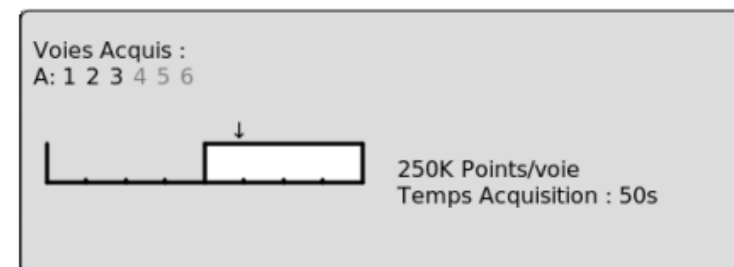 Voies Acquis :
A: 1 2 3 4 5 6
↓
250K Points/voie
Temps Acquisition : 50s